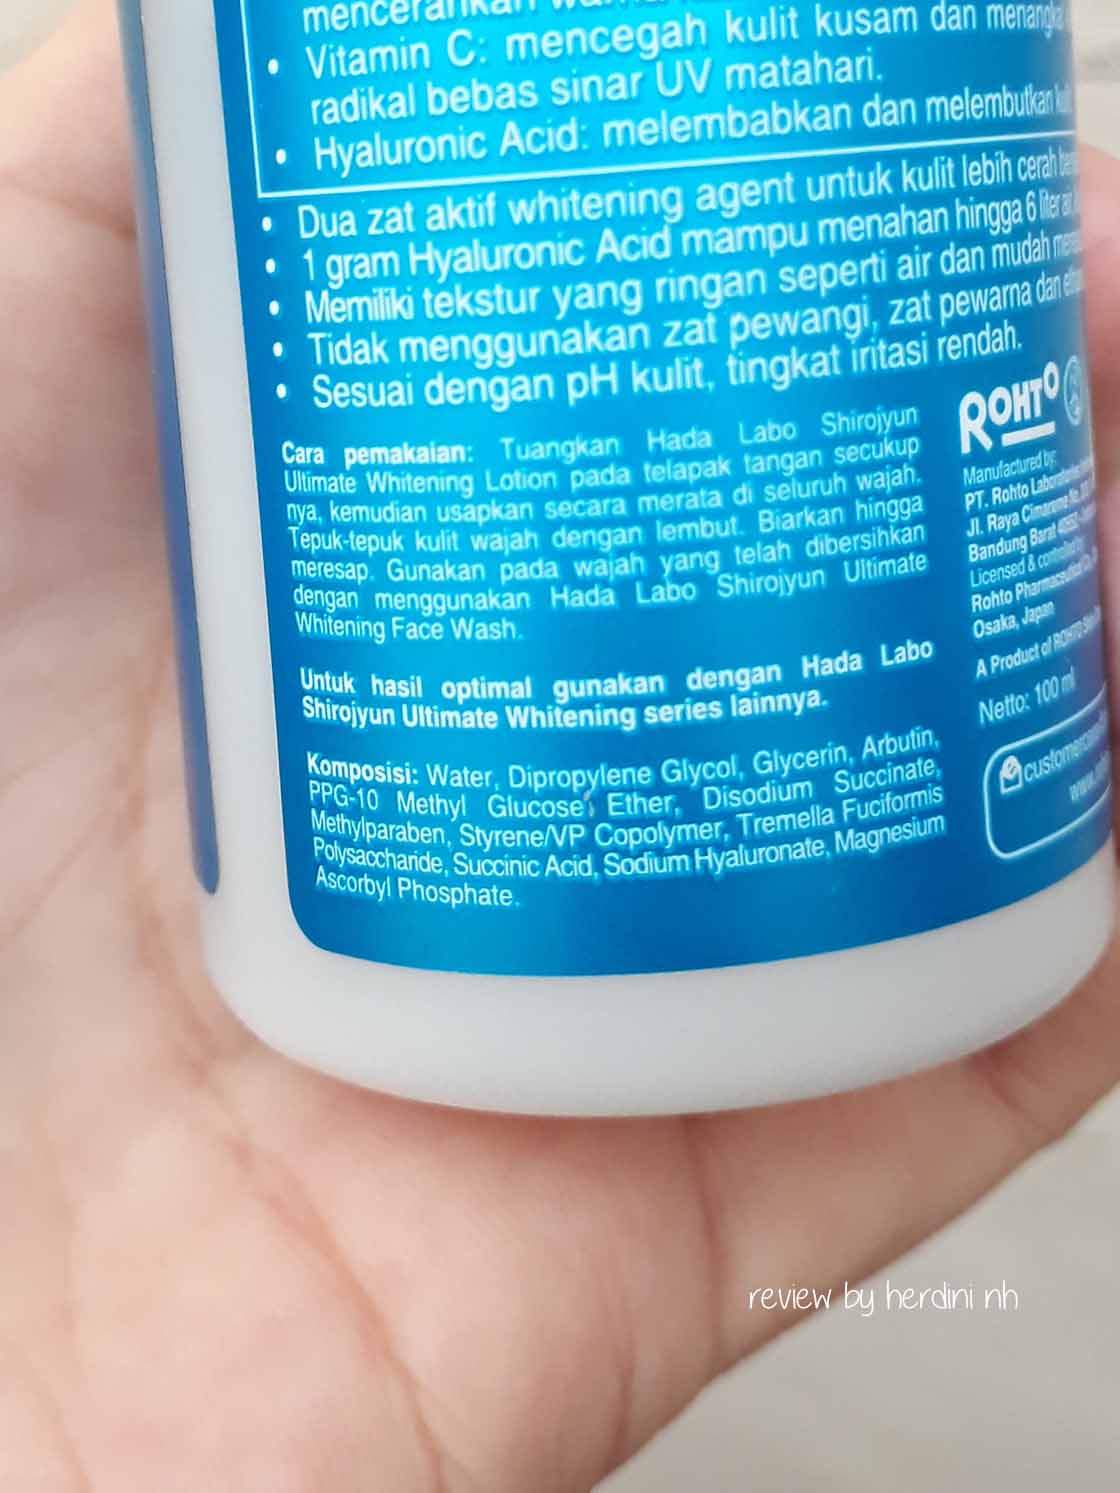 mencerahkan
• Vitamin C: mencegah kulit kusam dan
radikal bebas sinar UV matahari.
• Hyaluronic Acid: melembabkan dan melembutkan
• Dua zat aktif whitening agent untuk kulit lebih cerah
• 1 gram Hyaluronic Acid mampu menahan hingga 6 liter air
• Memiliki tekstur yang ringan seperti air dan mudah
• Tidak menggunakan zat pewangi, zat pewarna dan
• Sesuai dengan pH kulit, tingkat iritasi rendah.
Cara pemakaian: Tuangkan Hada Labo Shirojyun
Ultimate Whitening Lotion pada telapak tangan secukup
nya, kemudian usapkan secara merata di seluruh wajah.
Tepuk-tepuk kulit wajah dengan lembut. Biarkan hingga
meresap. Gunakan pada wajah yang telah dibersihkan
dengan menggunakan Hada Labo Shirojyun Ultimate
Whitening Face Wash.
Untuk hasil optimal gunakan dengan Hada Labo
Shirojyun Ultimate Whitening series lainnya.
Komposisi: Water, Dipropylene Glycol, Glycerin, Arbutin,
PPG-10 Methyl Glucose Ether, Disodium Succinate,
Methylparaben, Styrene/VP Copolymer, Tremella Fuciformis
Polysaccharide, Succinic Acid, Sodium Hyaluronate, Magnesium
Ascorbyl Phosphate.
ROHTO
Manufactured by:
PT. Rohto Laboratories
Jl. Raya Cimareme No.
Bandung Barat
Licensed & controlled by
Rohto Pharmaceutical Co.,
Osaka, Japan
A Product of ROHTO
Netto: 100 ml
review by herdini nh